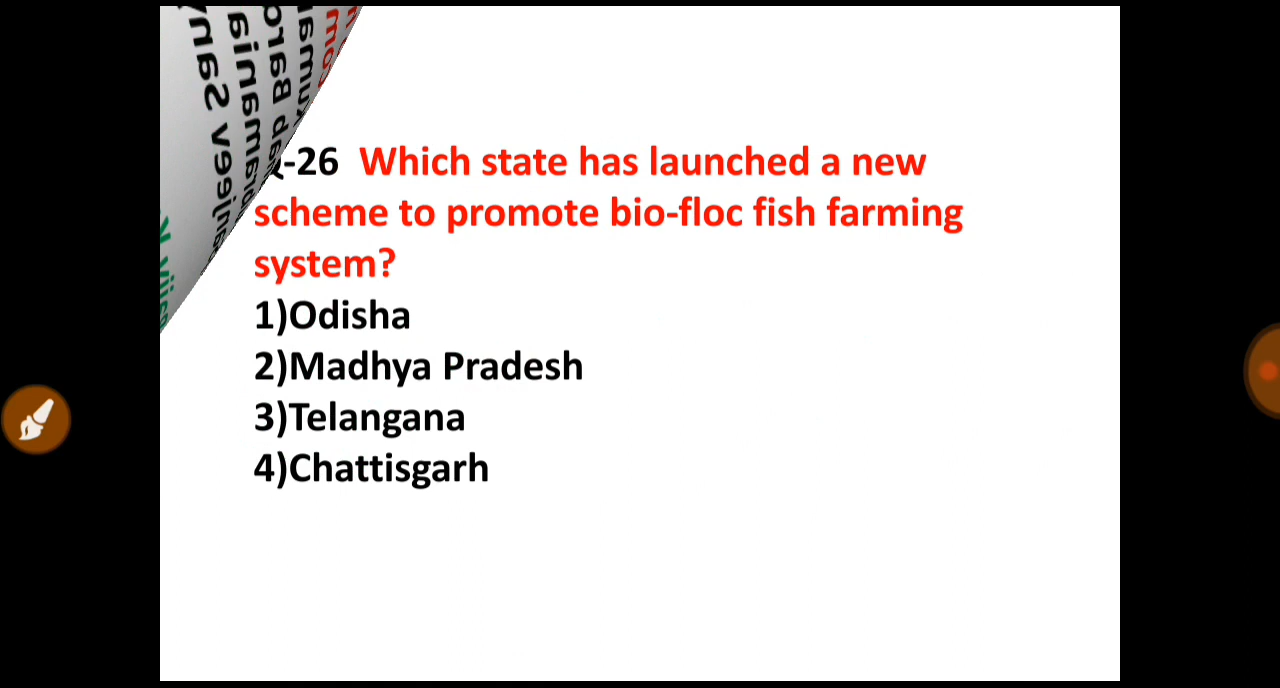 -26 Which state has launched a new
scheme to promote bio-floc fish farming
system?
1)Odisha
2)Madhya Pradesh
3)Telangana
4)Chattisgarh